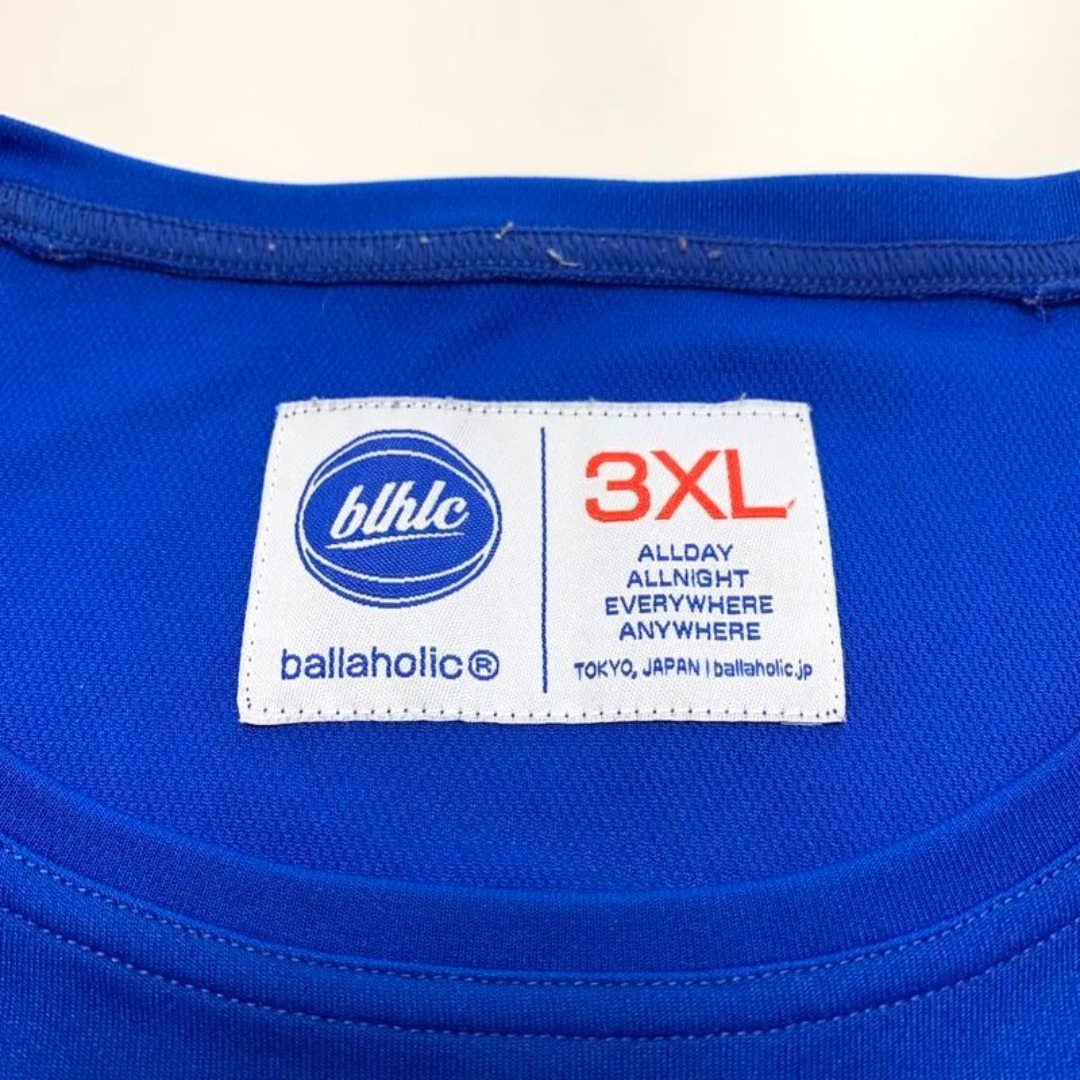 blhlc
ballaholic®
3XL
ALLDAY
ALLNIGHT
EVERYWHERE
ANYWHERE
TOKYO, JAPAN | ballaholic.jp